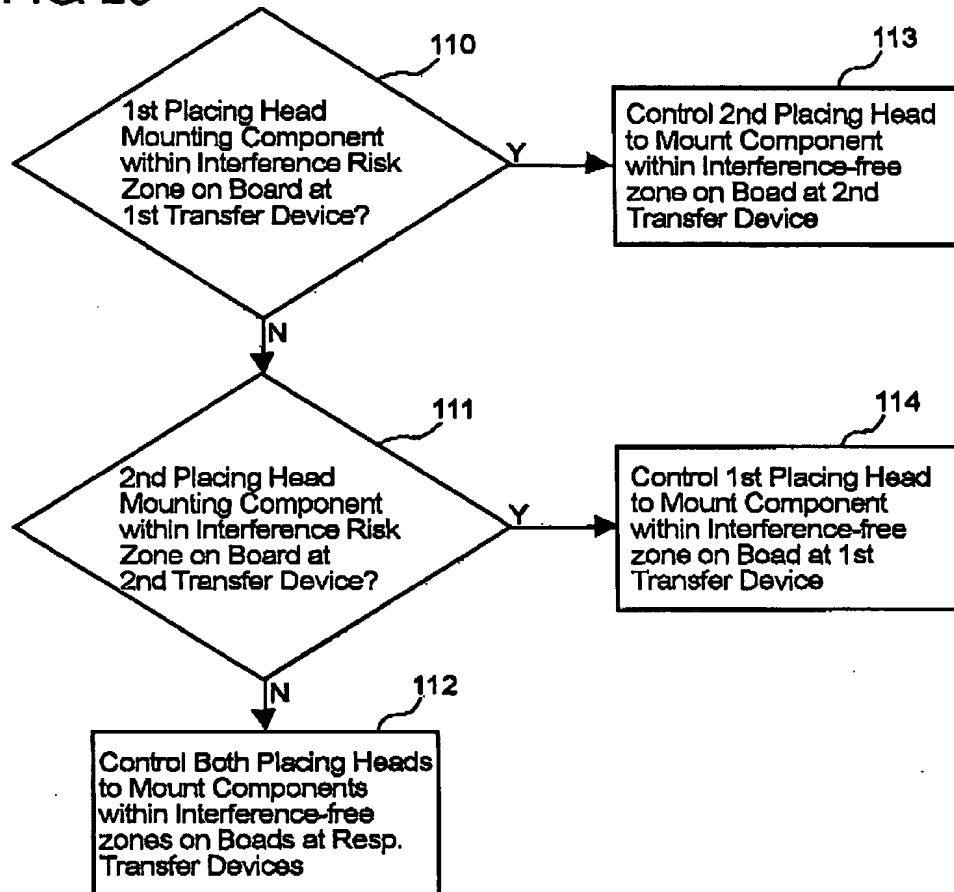 110
1st Placing Head
Mounting Component
within Interference Risk
Zone on Board at
1st Transfer Device?
Y
113
Control 2nd Placing Head
to Mount Component
within Interference-free
zone on Boad at 2nd
Transfer Device
N
111
2nd Placing Head
Mounting Component
within Interference Risk
Zone on Board at
2nd Transfer Device?
Y
114
Control 1st Placing Head
to Mount Component
within Interference-free
zone on Boad at 1st
Transfer Device
N
112
Control Both Placing Heads
to Mount Components
within Interference-free
zones on Boads at Resp.
Transfer Devices